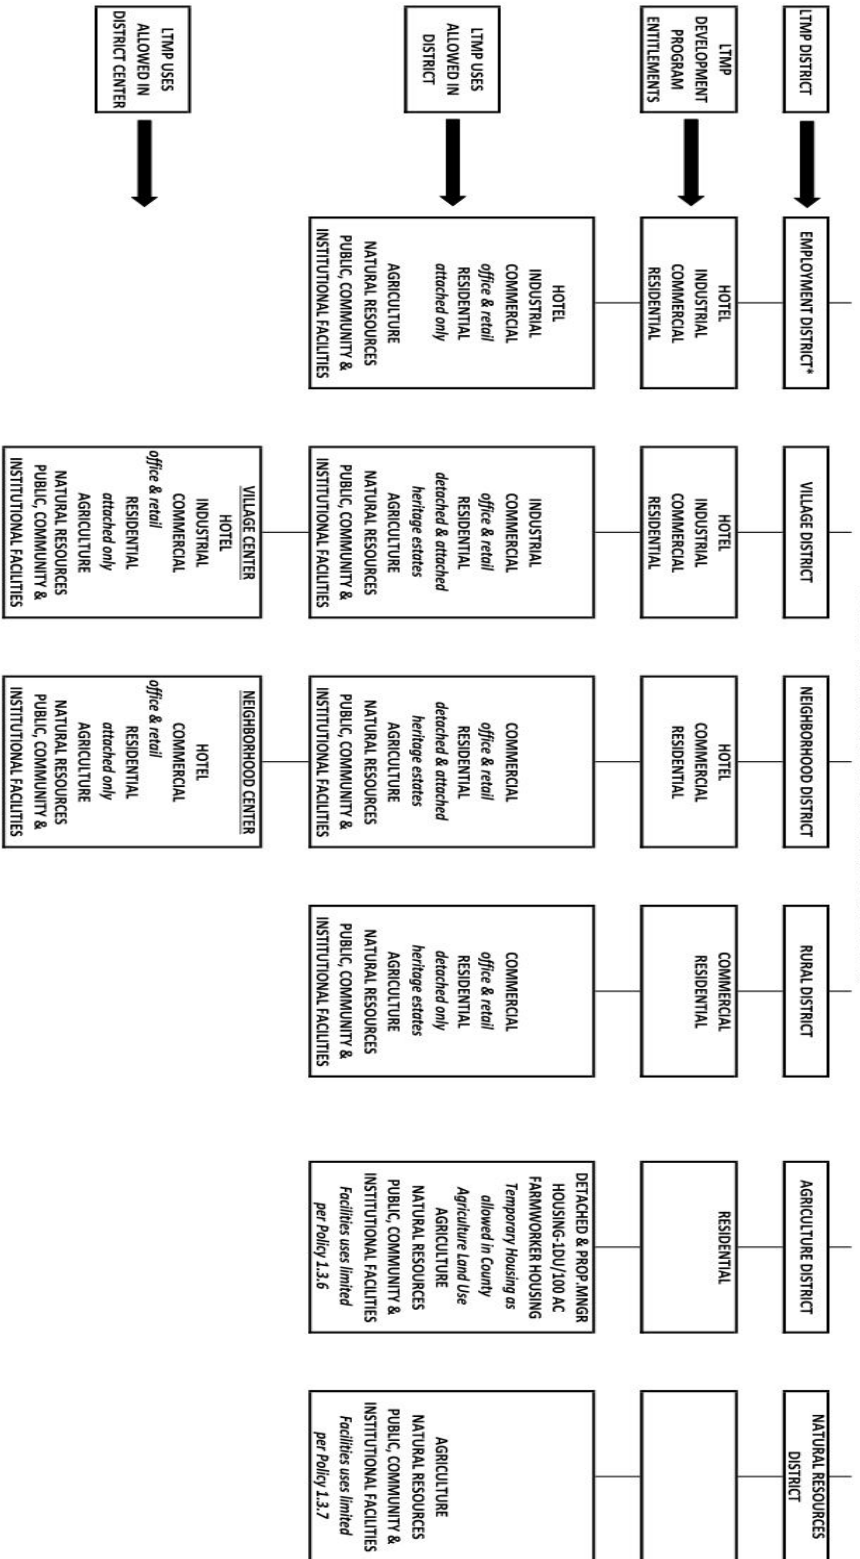 LTMP DISTRICT
EMPLOYMENT DISTRICT*
VILLAGE DISTRICT
NEIGHBORHOOD DISTRICT
RURAL DISTRICT
AGRICULTURE DISTRICT
NATURAL RESOURCES
DISTRICT
LTMP
DEVELOPMENT
PROGRAM
ENTITLEMENTS
HOTEL
INDUSTRIAL
COMMERCIAL
RESIDENTIAL
HOTEL
INDUSTRIAL
COMMERCIAL
RESIDENTIAL
HOTEL
COMMERCIAL
RESIDENTIAL
COMMERCIAL
RESIDENTIAL
RESIDENTIAL
LTMP USES
ALLOWED IN
DISTRICT
HOTEL
INDUSTRIAL
COMMERCIAL
office & retail
RESIDENTIAL
attached only
AGRICULTURE
NATURAL RESOURCES
PUBLIC, COMMUNITY &
INSTITUTIONAL FACILITIES
INDUSTRIAL
COMMERCIAL
office & retail
RESIDENTIAL
detached & attached
heritage estates
AGRICULTURE
NATURAL RESOURCES
PUBLIC, COMMUNITY &
INSTITUTIONAL FACILITIES
COMMERCIAL
office & retail
RESIDENTIAL
detached & attached
heritage estates
AGRICULTURE
NATURAL RESOURCES
PUBLIC, COMMUNITY &
INSTITUTIONAL FACILITIES
COMMERCIAL
office & retail
RESIDENTIAL
detached only
heritage estates
AGRICULTURE
NATURAL RESOURCES
PUBLIC, COMMUNITY &
INSTITUTIONAL FACILITIES
DETACHED & PROP.MNGR
HOUSING-1DU/100 AC
FARMWORKER HOUSING
Temporary Housing as
allowed in County
Agriculture Land Use
AGRICULTURE
NATURAL RESOURCES
PUBLIC, COMMUNITY &
INSTITUTIONAL FACILITIES
Facilities uses limited
per Policy 1.3.6
AGRICULTURE
NATURAL RESOURCES
PUBLIC, COMMUNITY &
INSTITUTIONAL FACILITIES
Facilities uses limited
per Policy 1.3.7
LTMP USES
ALLOWED IN
DISTRICT CENTER
VILLAGE CENTER
HOTEL
INDUSTRIAL
COMMERCIAL
office & retail
RESIDENTIAL
attached only
AGRICULTURE
NATURAL RESOURCES
PUBLIC, COMMUNITY &
INSTITUTIONAL FACILITIES
NEIGHBORHOOD CENTER
HOTEL
COMMERCIAL
office & retail
RESIDENTIAL
attached only
AGRICULTURE
NATURAL RESOURCES
PUBLIC, COMMUNITY &
INSTITUTIONAL FACILITIES